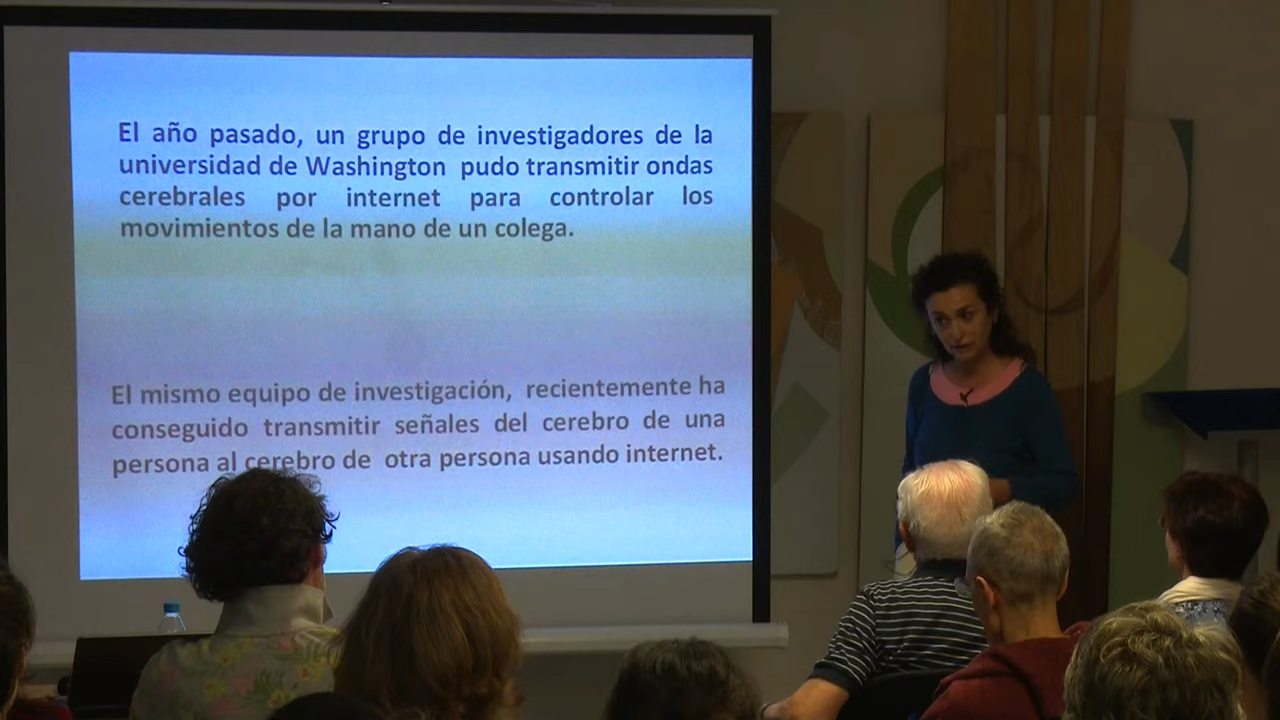 El año pasado, un grupo de investigadores de la
universidad de Washington pudo transmitir ondas
cerebrales por internet para controlar los
movimientos de la mano de un colega.
El mismo equipo de investigación, recientemente ha
conseguido transmitir señales del cerebro de una
persona al cerebro de otra persona usando internet.